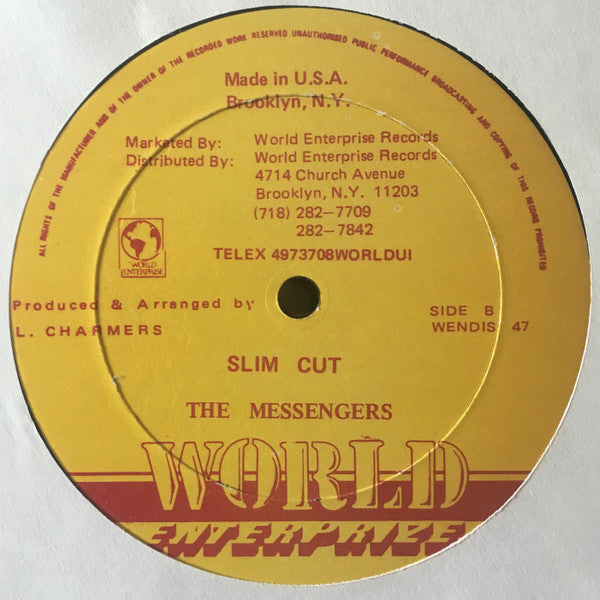 ALL RIGHTS OF THE MANUFACTURER AND OF THE OWNER OF THE RECORDED WORK RESERVED UNAUTHORISED PUBLIC PERFORMANCE BROADCASTING AND COPYING OF THIS RECORD PROHIBITED
Made in U.S.A.
Brooklyn, N.Y.
Marketed By: World Enterprise Records
Distributed By: World Enterprise Records
4714 Church Avenue
Brooklyn, N.Y. 11203
(718) 282-7709
282-7842
WORLD
ENTERPRISE
TELEX 4973708WORLDUI
Produced & Arranged by
L. CHARMERS
SIDE B
WENDIS 47
SLIM CUT
THE MESSENGERS
WORLD
ENTERPRIZE